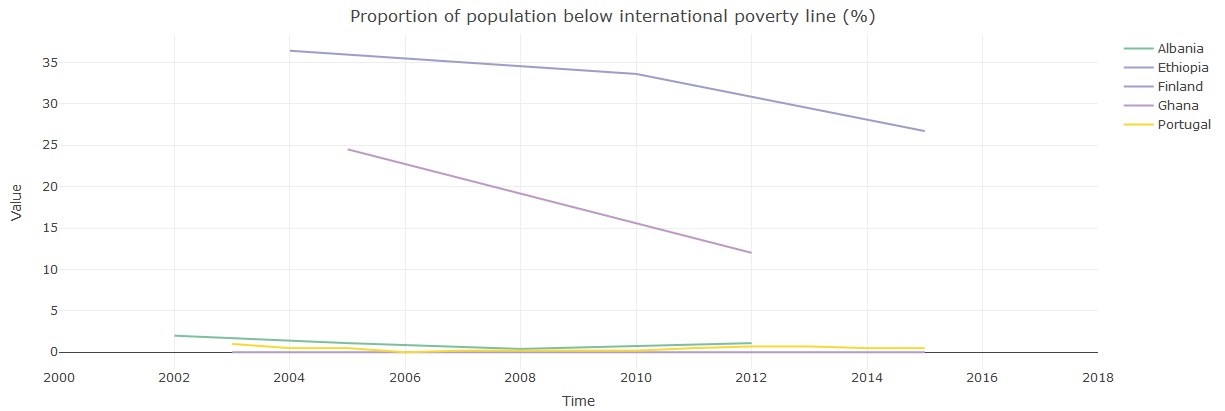 Proportion of population below international poverty line (%)
Albania
Ethiopia
Finland
Ghana
Portugal
Value
35
30
25
20
15
10
5
0
2000 2002 2004 2006 2008 2010 2012 2014 2016 2018
Time